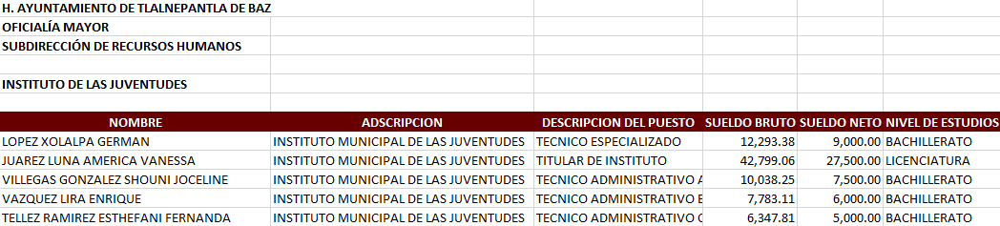 H. AYUNTAMIENTO DE TLALNEPANTLA DE BAZ
OFICIALÍA MAYOR
SUBDIRECCIÓN DE RECURSOS HUMANOS
INSTITUTO DE LAS JUVENTUDES
NOMBRE ADSCRIPCION DESCRIPCION DEL PUESTO SUELDO BRUTO SUELDO NETO NIVEL DE ESTUDIOS
LOPEZ XOLALPA GERMAN INSTITUTO MUNICIPAL DE LAS JUVENTUDES TECNICO ESPECIALIZADO 12,293.38 9,000.00 BACHILLERATO
JUAREZ LUNA AMERICA VANESSA INSTITUTO MUNICIPAL DE LAS JUVENTUDES TITULAR DE INSTITUTO 42,799.06 27,500.00 LICENCIATURA
VILLEGAS GONZALEZ SHOUNI JOCELINE INSTITUTO MUNICIPAL DE LAS JUVENTUDES TECNICO ADMINISTRATIVO A 10,038.25 7,500.00 BACHILLERATO
VAZQUEZ LIRA ENRIQUE INSTITUTO MUNICIPAL DE LAS JUVENTUDES TECNICO ADMINISTRATIVO B 7,783.11 6,000.00 BACHILLERATO
TELLEZ RAMIREZ ESTHEFANI FERNANDA INSTITUTO MUNICIPAL DE LAS JUVENTUDES TECNICO ADMINISTRATIVO C 6,347.81 5,000.00 BACHILLERATO